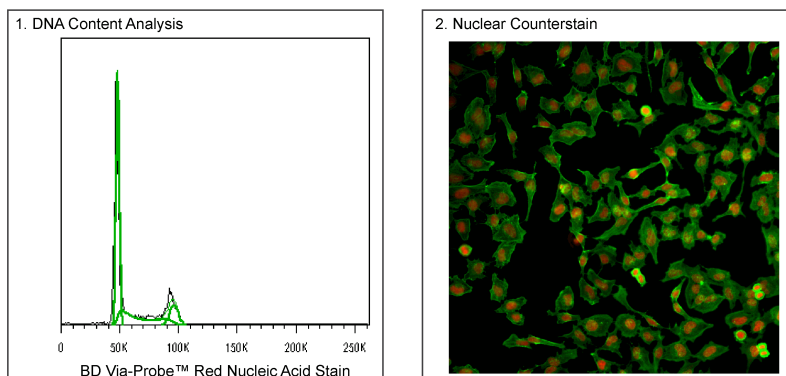 1. DNA Content Analysis
0 50K 100K 150K 200K 250K
BD Via-Probe™ Red Nucleic Acid Stain
2. Nuclear Counterstain